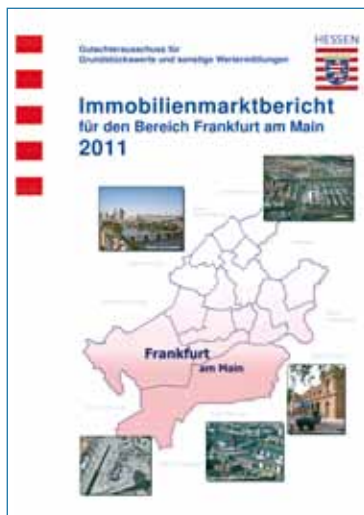 HESSEN
Gutachterausschuss für
Grundstückswerte und sonstige Wertermittlungen
Immobilienmarktbericht
für den Bereich Frankfurt am Main
2011
Frankfurt
am Main